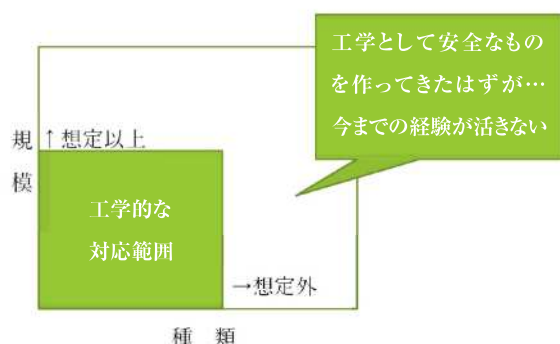 工学として安全なもの
を作ってきたはずが…
今までの経験が活きない
規模
↑想定以上
工学的な
対応範囲
→想定外
種 類